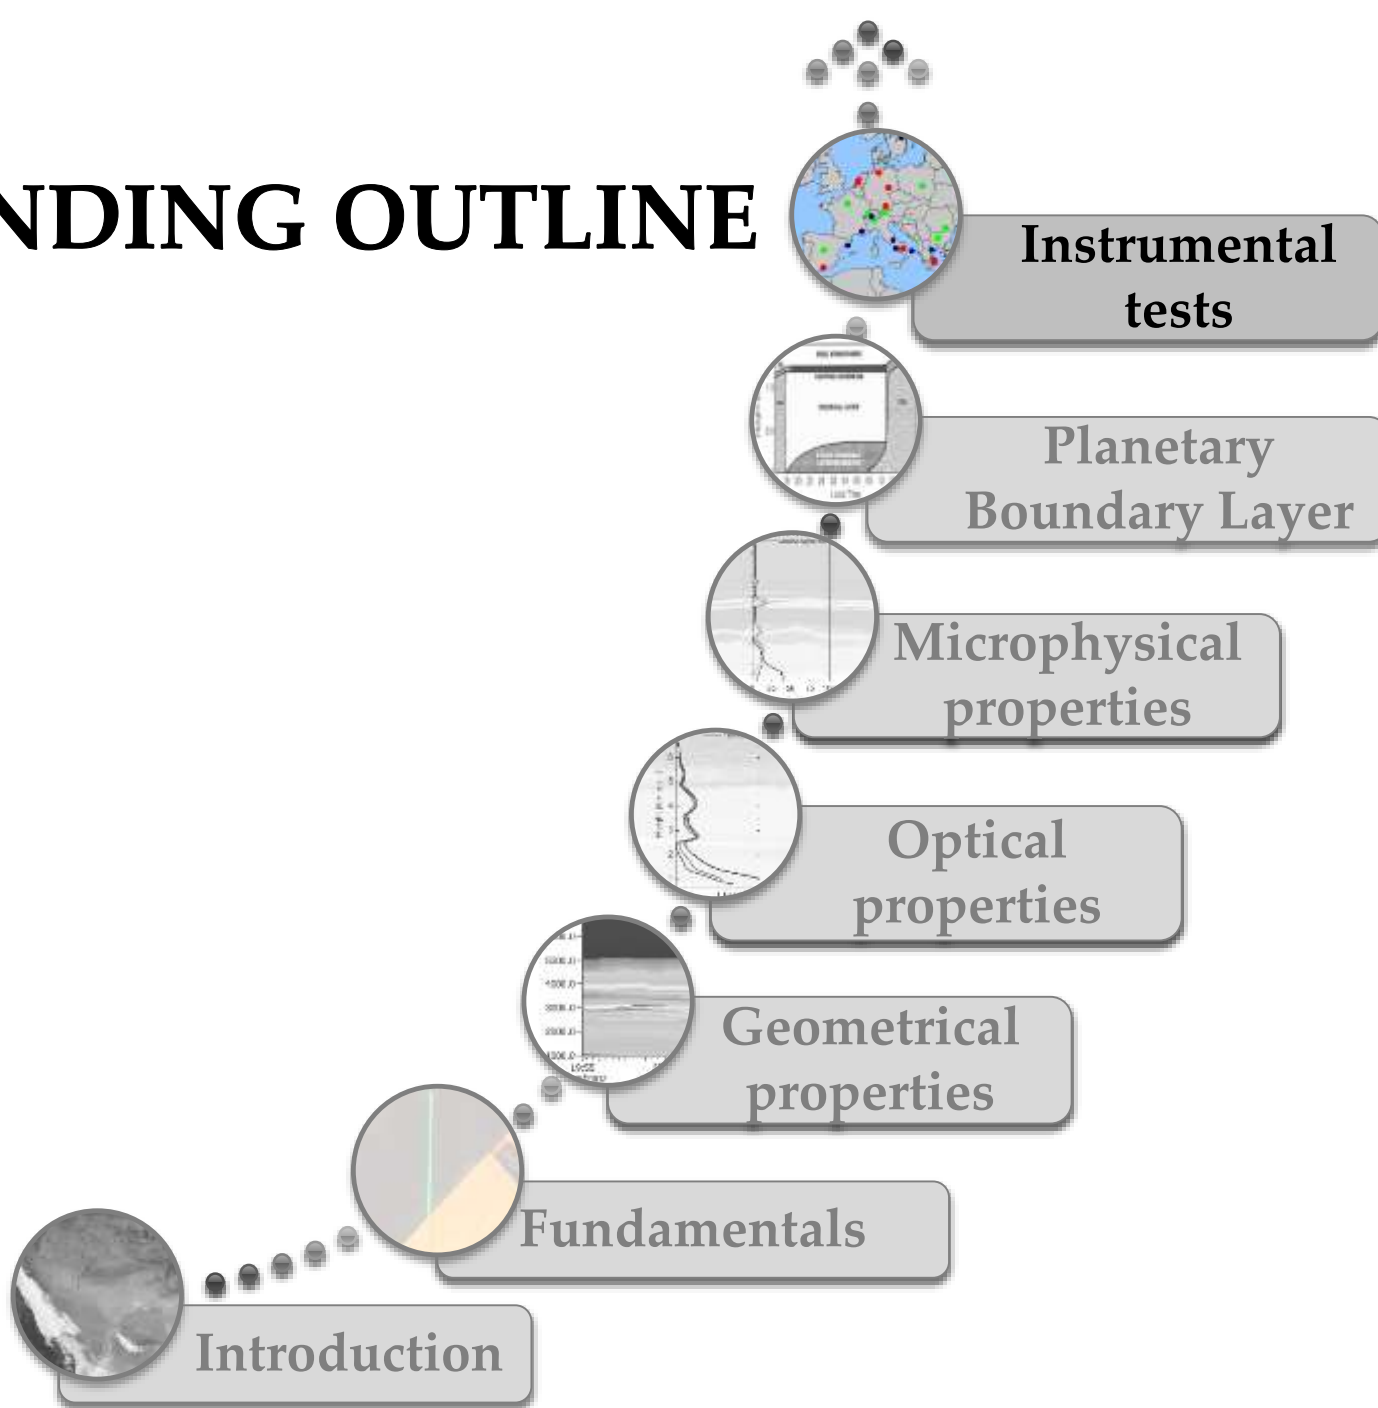 NDING OUTLINE
Instrumental
tests
Planetary
Boundary Layer
Microphysical
properties
Optical
properties
Geometrical
properties
Fundamentals
Introduction